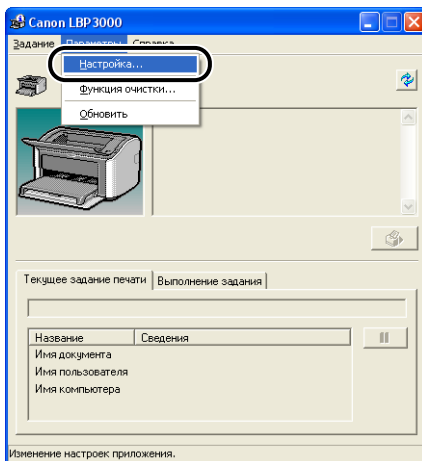 Canon LBP3000
Задание Параметры Справка
Настройка...
Функция очистки...
Обновить
Текущее задание печати Выполнение задания
Название Сведения
Имя документа
Имя пользователя
Имя компьютера
Изменение настроек приложения.